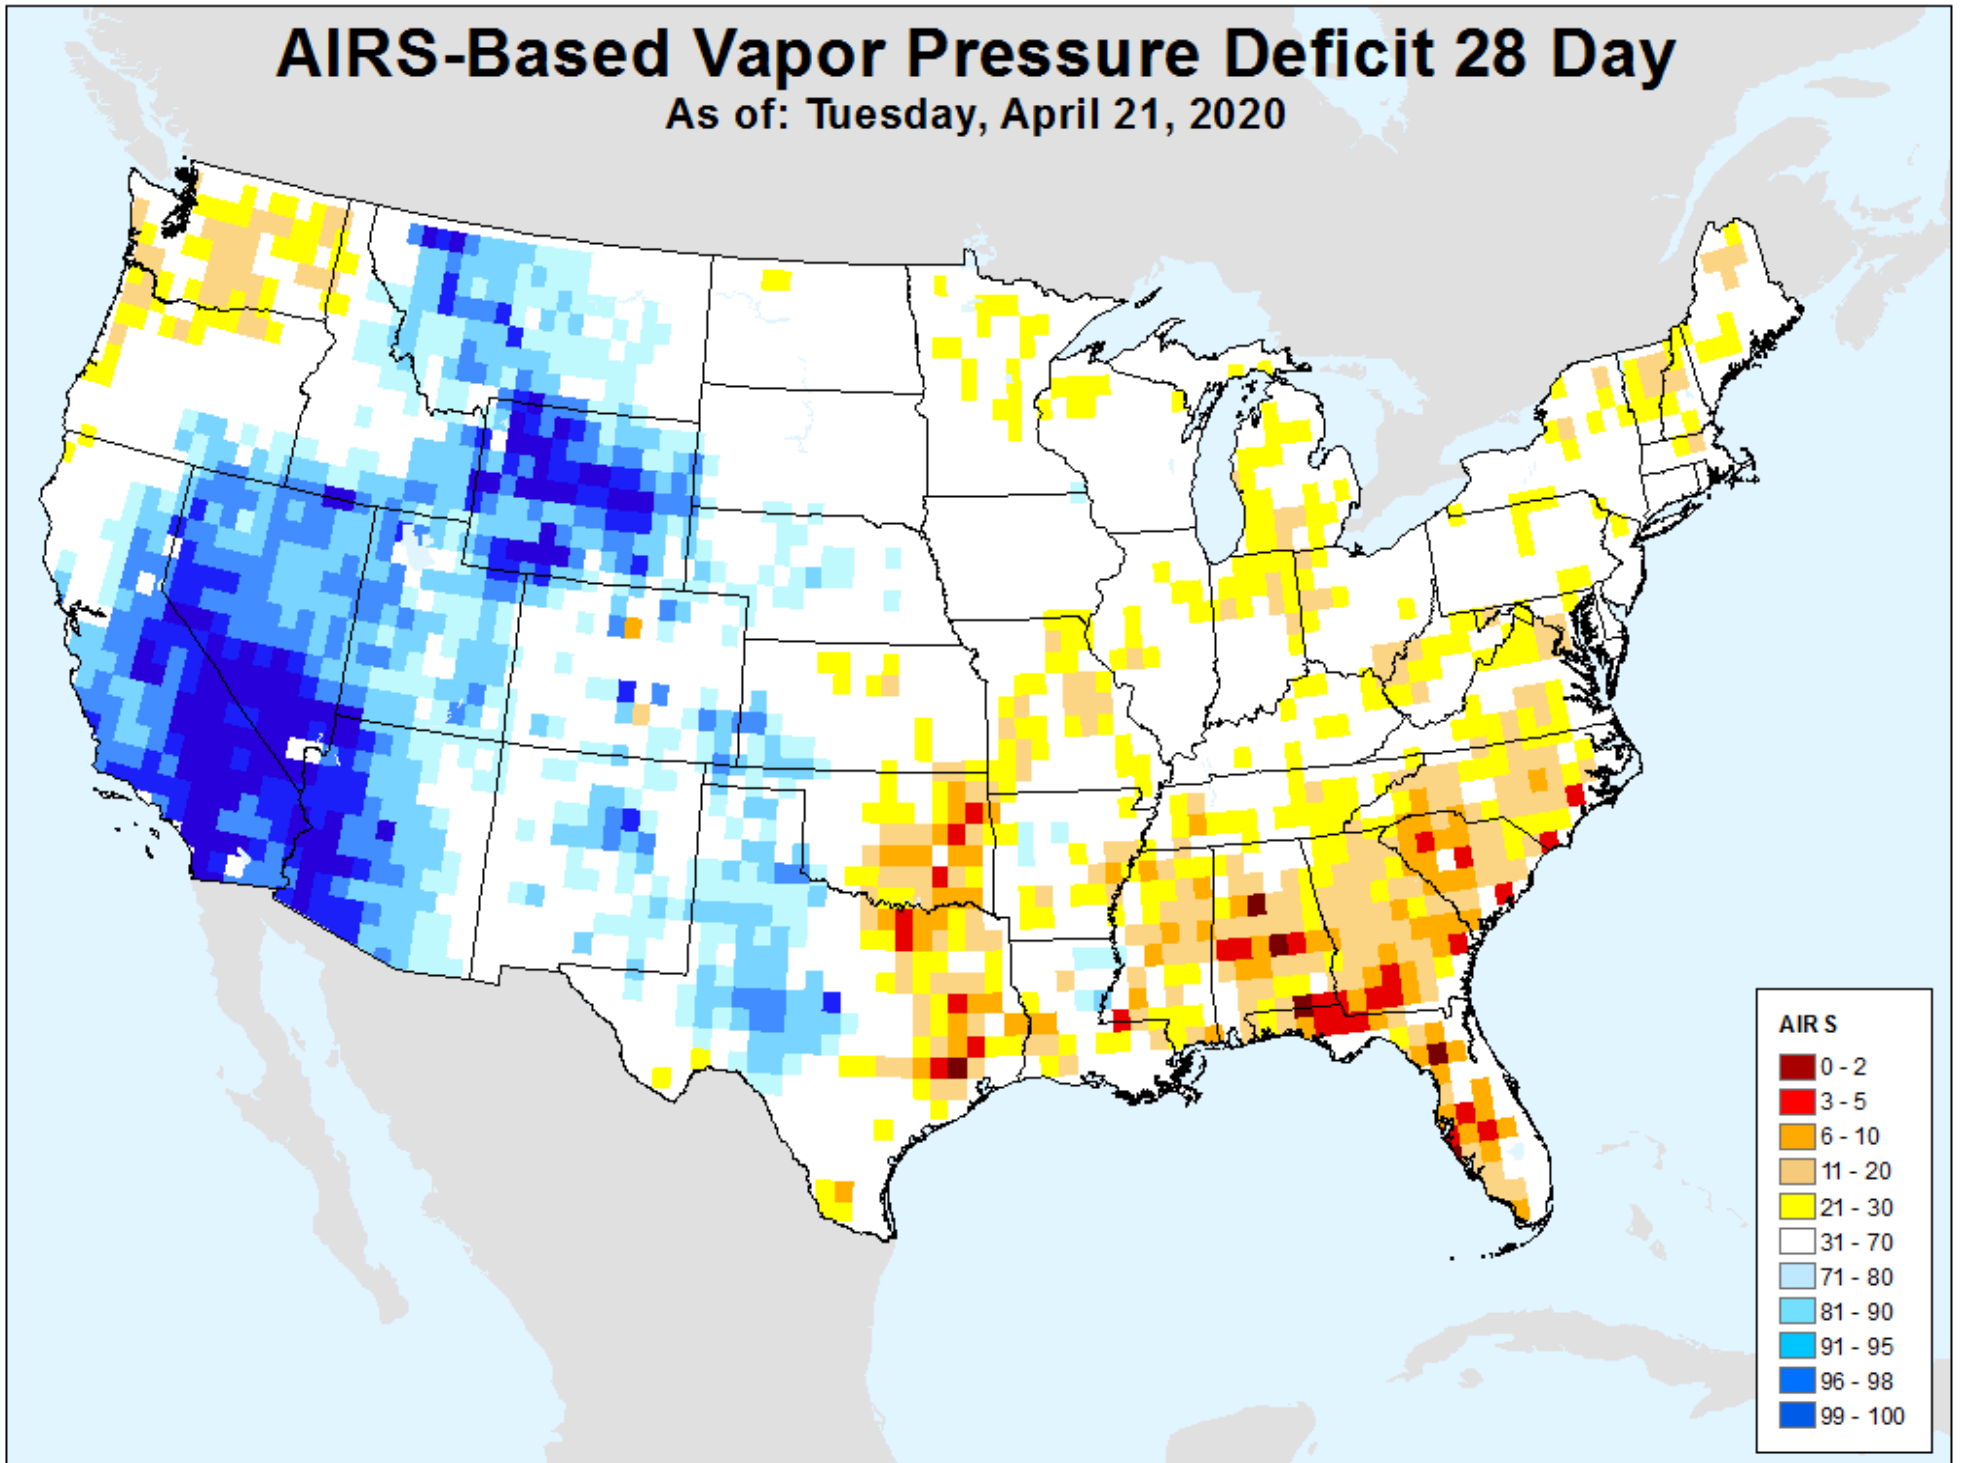 AIRS-Based Vapor Pressure Deficit 28 Day
As of: Tuesday, April 21, 2020
AIRS
0 - 2
3 - 5
6 - 10
11 - 20
21 - 30
31 - 70
71 - 80
81 - 90
91 - 95
96 - 98
99 - 100